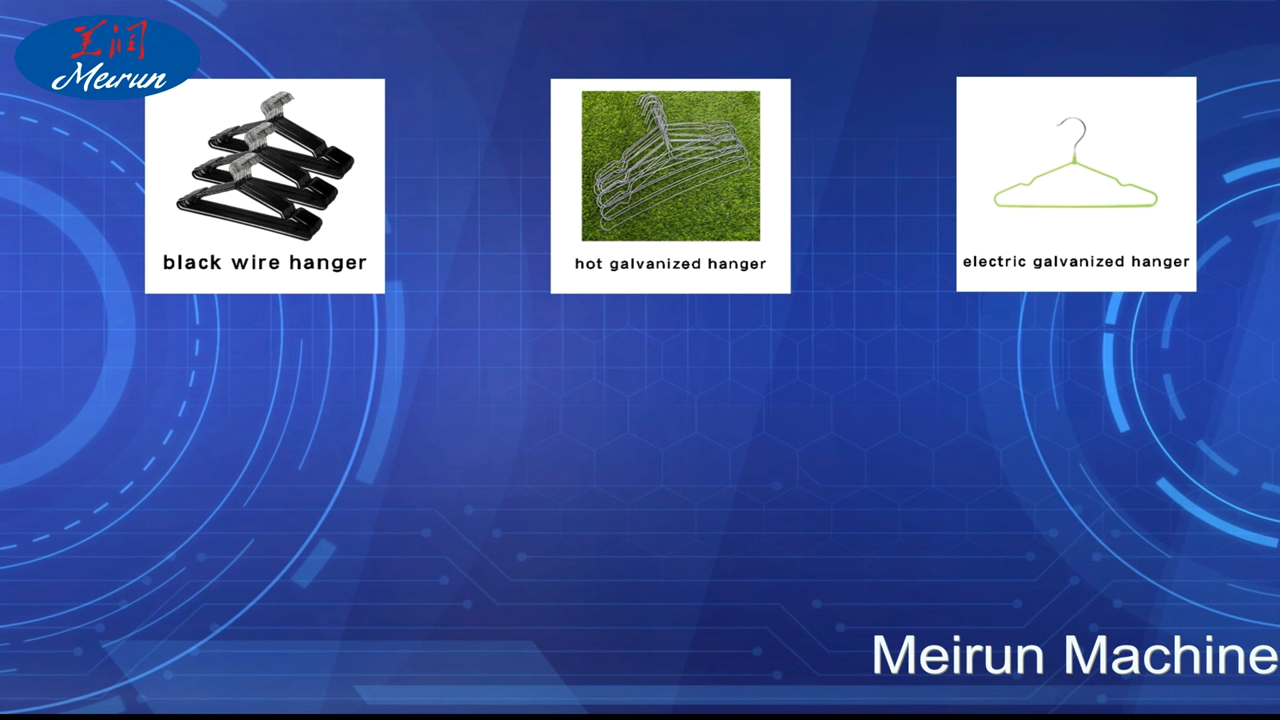 美润
Meirun
black wire hanger
hot galvanized hanger
electric galvanized hanger
Meirun Machine